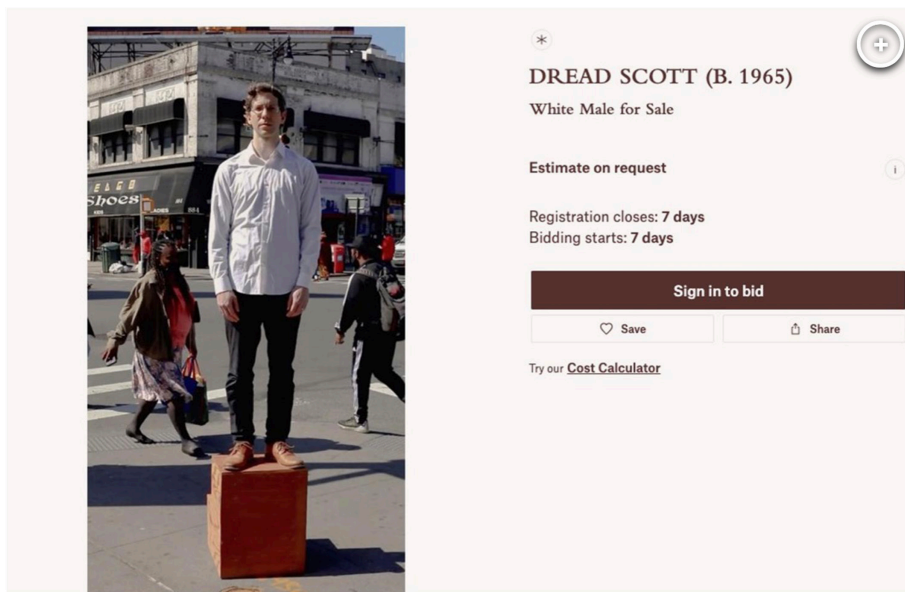 DREAD SCOTT (B. 1965)
White Male for Sale
Estimate on request
i
Registration closes: 7 days
Bidding starts: 7 days
Sign in to bid
Save
Share
Try our Cost Calculator
Shoes